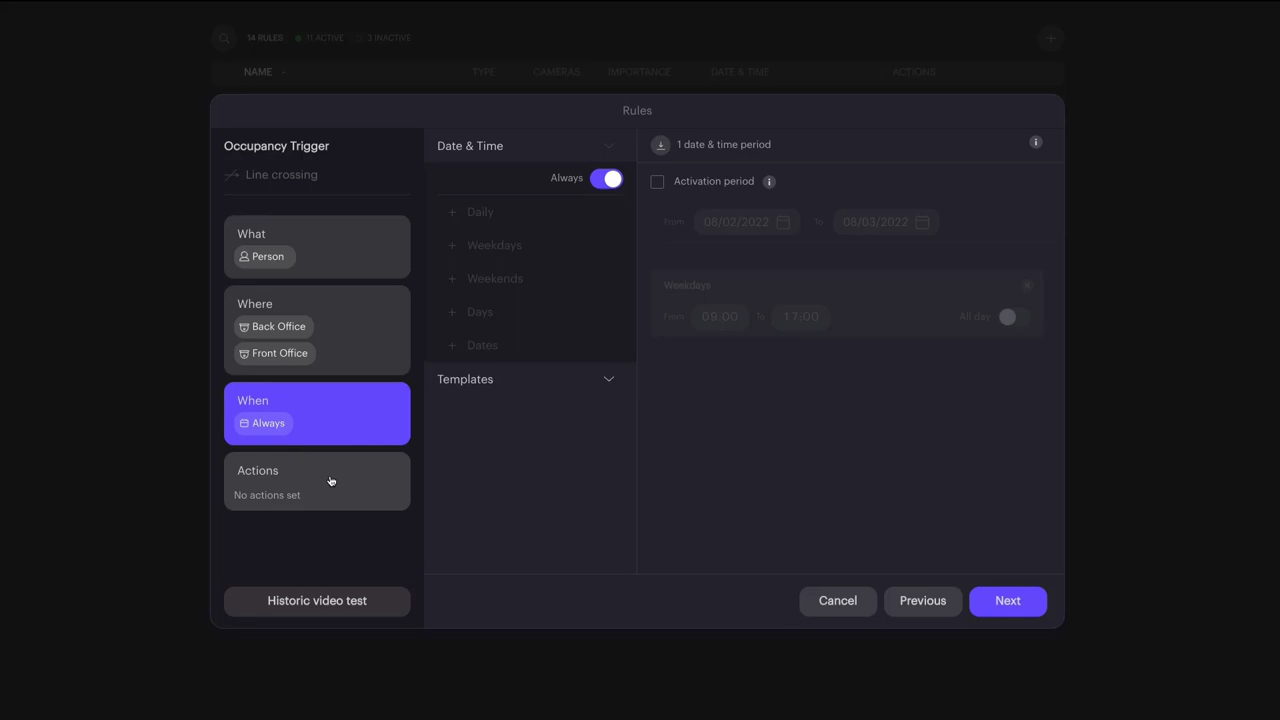 14 RULES
11 ACTIVE
3 INACTIVE
NAME
TYPE
CAMERAS
IMPORTANCE
DATE & TIME
ACTIONS
Rules
Occupancy Trigger
Line crossing
What
Person
Where
Back Office
Front Office
When
Always
Actions
No actions set
Historic video test
Date & Time
Always
+ Daily
+ Weekdays
+ Weekends
+ Days
+ Dates
Templates
1 date & time period
Activation period
From 08/02/2022 To 08/03/2022
Weekdays
From 09:00 To 17:00 All day
Cancel
Previous
Next